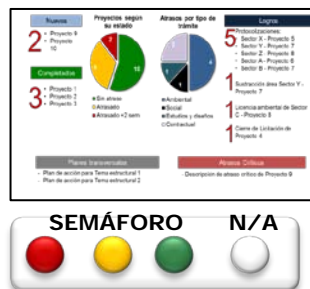 Nuevos
2
• Proyecto 9
• Proyecto
10
Completados
3
• Proyecto 1
• Proyecto 2
• Proyecto 3
Proyectos según
su estado
Sin atraso
Atrasado
Atrasado +2 sem
Atrasos por tipo de
trámite
4
Ambiental
Social
Estudios y diseños
Contractual
Logros
5
Protocolizaciones:
- Sector X - Proyecto 5
- Sector Y - Proyecto 7
- Sector Z - Proyecto 8
- Sector A - Proyecto 6
- Sector B - Proyecto 7
1
Sustracción área Sector Y -
Proyecto 7
1
Licencia ambiental de Sector
C - Proyecto 8
1
Cierre de Licitación de
Proyecto 4
Planes transversales
- Plan de acción para Tema estructural 1
- Plan de acción para Tema estructural 2
Atrasos Críticos
- Descripción de atraso crítico de Proyecto 9
SEMÁFORO N/A